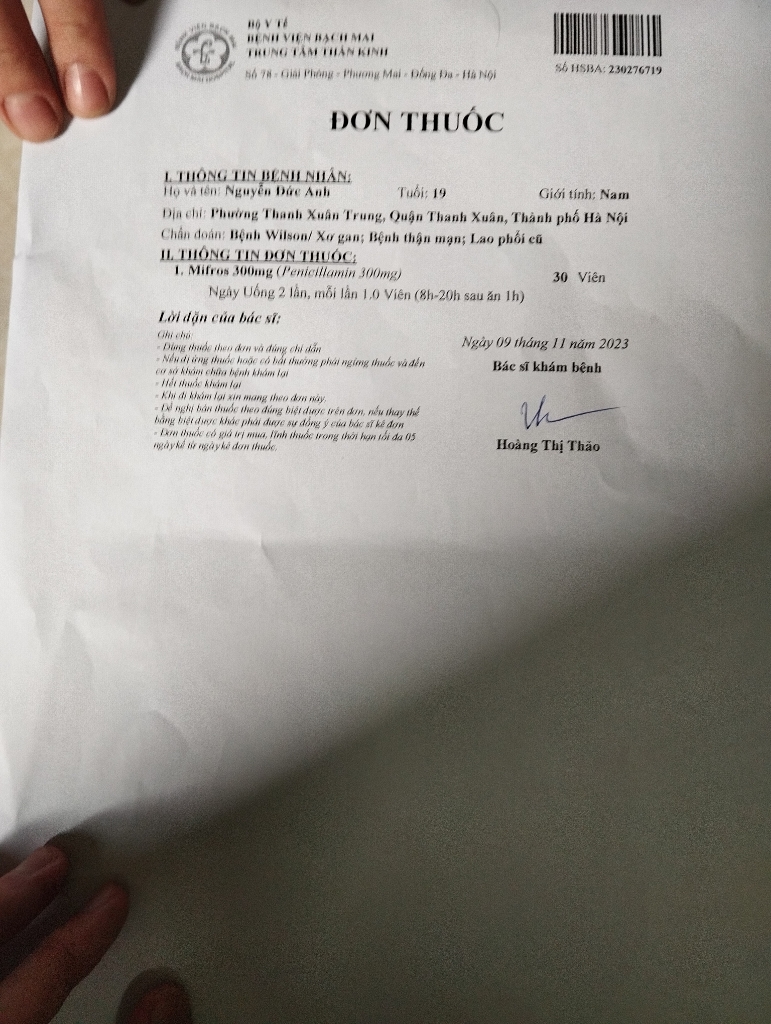 BỘ Y TẾ
BỆNH VIỆN BẠCH MAI
TRUNG TÂM THẦN KINH
Số 78 - Giải Phóng - Phương Mai - Đống Đa - Hà Nội
Số HSBA: 230276719
ĐƠN THUỐC
I. THÔNG TIN BỆNH NHÂN:
Họ và tên: Nguyễn Đức Anh Tuổi: 19 Giới tính: Nam
Địa chỉ: Phường Thanh Xuân Trung, Quận Thanh Xuân, Thành phố Hà Nội
Chẩn đoán: Bệnh Wilson/ Xơ gan; Bệnh thận mạn; Lao phổi cũ
II. THÔNG TIN ĐƠN THUỐC:
1. Mifros 300mg (Penicillamin 300mg) 30 Viên
Ngày Uống 2 lần, mỗi lần 1.0 Viên (8h-20h sau ăn 1h)
Lời dặn của bác sĩ:
Ghi chú:
- Dùng thuốc theo đơn và đúng chỉ dẫn
- Nếu dị ứng thuốc hoặc có bất thường phải ngừng thuốc và đến
cơ sở khám chữa bệnh khám lại
- Hết thuốc khám lại
- Khi đi khám lại xin mang theo đơn này.
- Đề nghị bán thuốc theo đúng biệt dược trên đơn, nếu thay thế
bằng biệt dược khác phải được sự đồng ý của bác sĩ kê đơn
- Đơn thuốc có giá trị mua, lĩnh thuốc trong thời hạn tối đa 05
ngày kể từ ngày kê đơn thuốc.
Ngày 09 tháng 11 năm 2023
Bác sĩ khám bệnh
Hoàng Thị Thảo